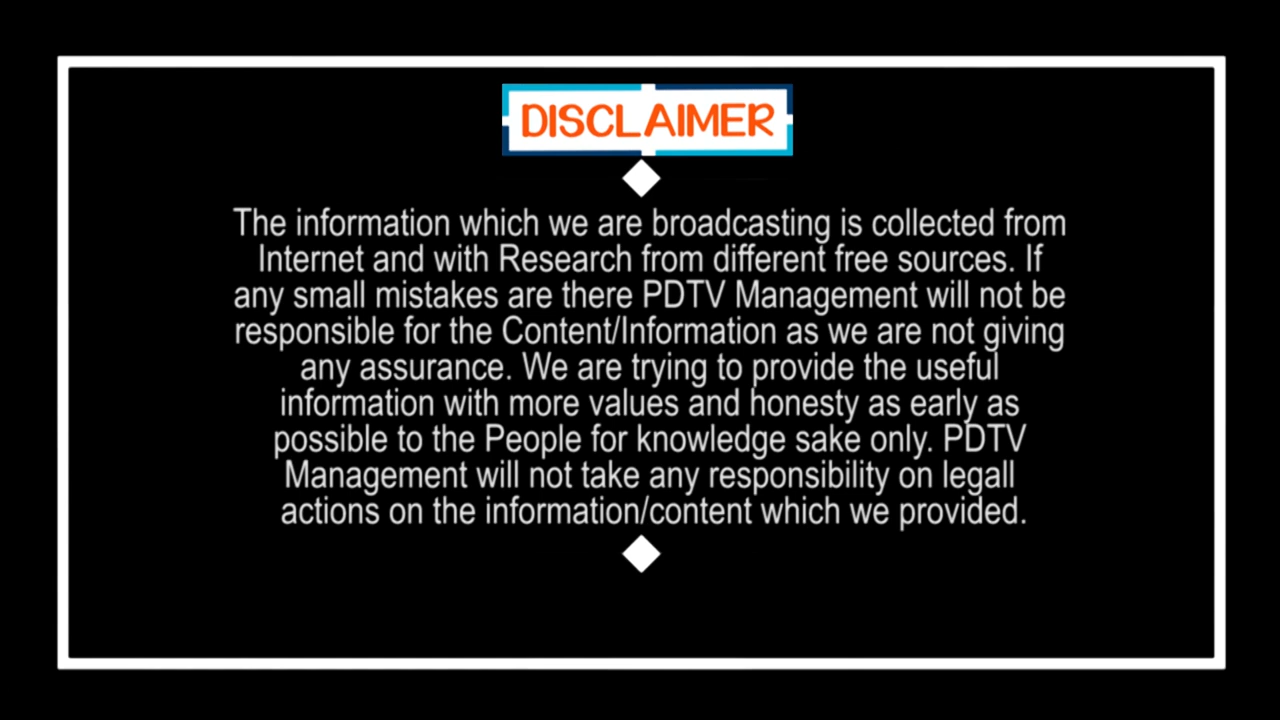 DISCLAIMER
The information which we are broadcasting is collected from
Internet and with Research from different free sources. If
any small mistakes are there PDTV Management will not be
responsible for the Content/Information as we are not giving
any assurance. We are trying to provide the useful
information with more values and honesty as early as
possible to the People for knowledge sake only. PDTV
Management will not take any responsibility on legall
actions on the information/content which we provided.